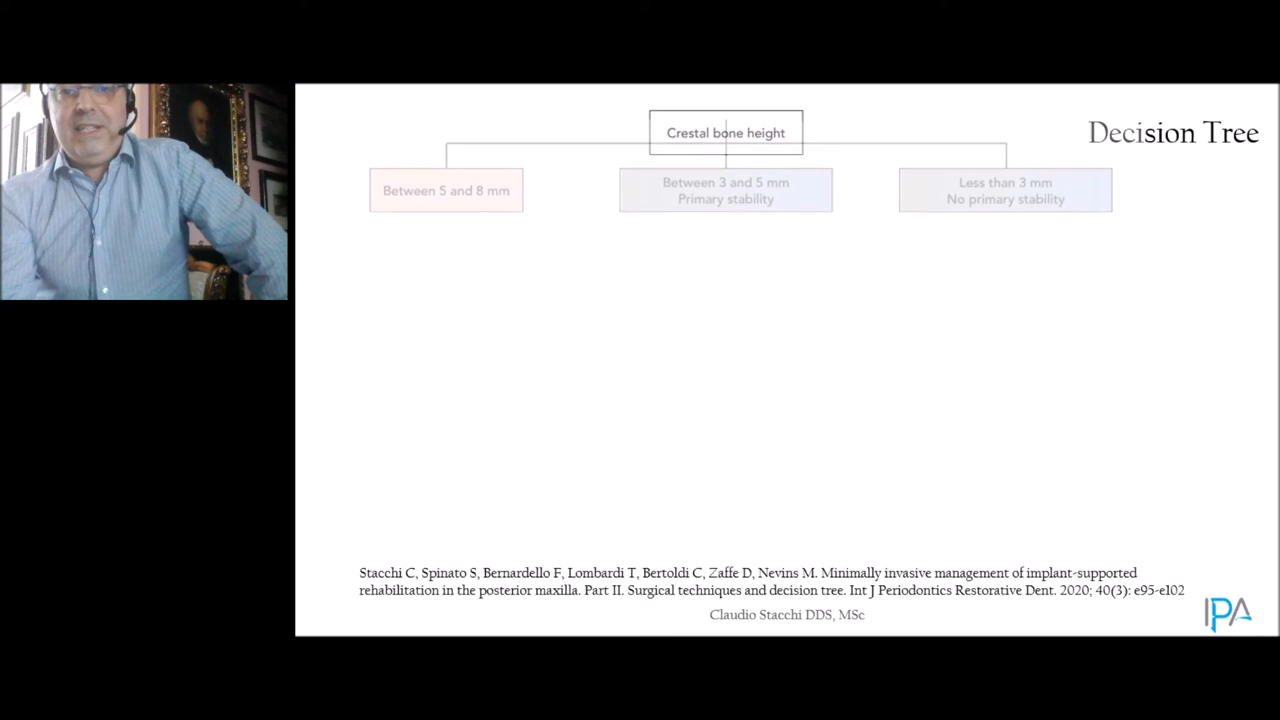 Decision Tree
Crestal bone height
Between 5 and 8 mm
Between 3 and 5 mm
Primary stability
Less than 3 mm
No primary stability
Stacchi C, Spinato S, Bernardello F, Lombardi T, Bertoldi C, Zaffe D, Nevins M. Minimally invasive management of implant-supported
rehabilitation in the posterior maxilla. Part II. Surgical techniques and decision tree. Int J Periodontics Restorative Dent. 2020; 40(3): e95-e102
Claudio Stacchi DDS, MSc
IPA